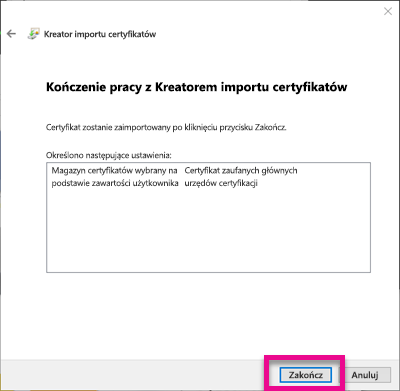 Kreator importu certyfikatów
Kończenie pracy z Kreatorem importu certyfikatów
Certyfikat zostanie zaimportowany po kliknięciu przycisku Zakończ.
Określono następujące ustawienia:
Magazyn certyfikatów wybrany na Certyfikat zaufanych głównych
podstawie zawartości użytkownika urzędów certyfikacji
Zakończ Anuluj